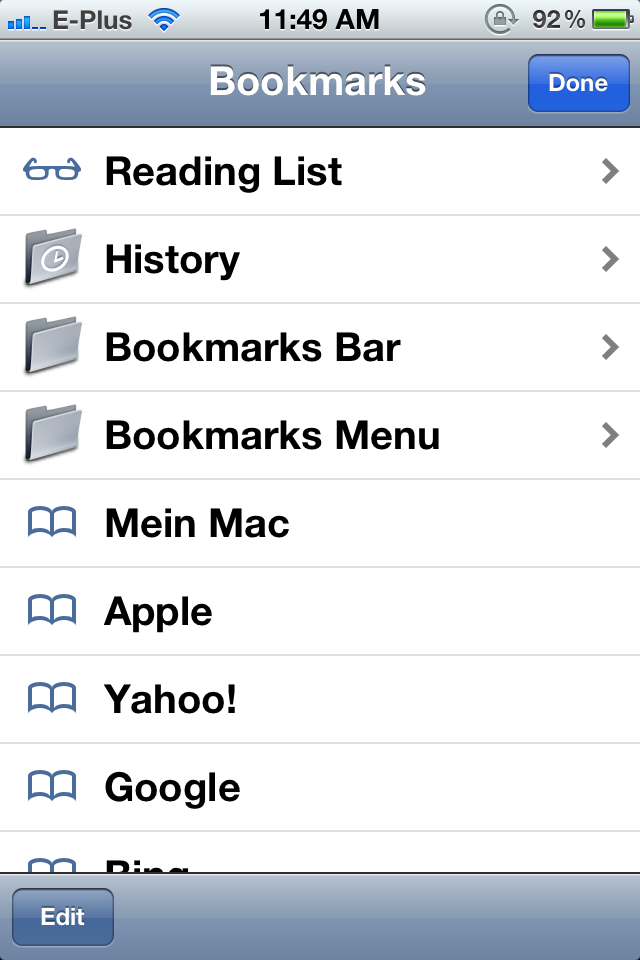 E-Plus 11:49 AM 92%
Bookmarks Done
Reading List
History
Bookmarks Bar
Bookmarks Menu
Mein Mac
Apple
Yahoo!
Google
Bing
Edit